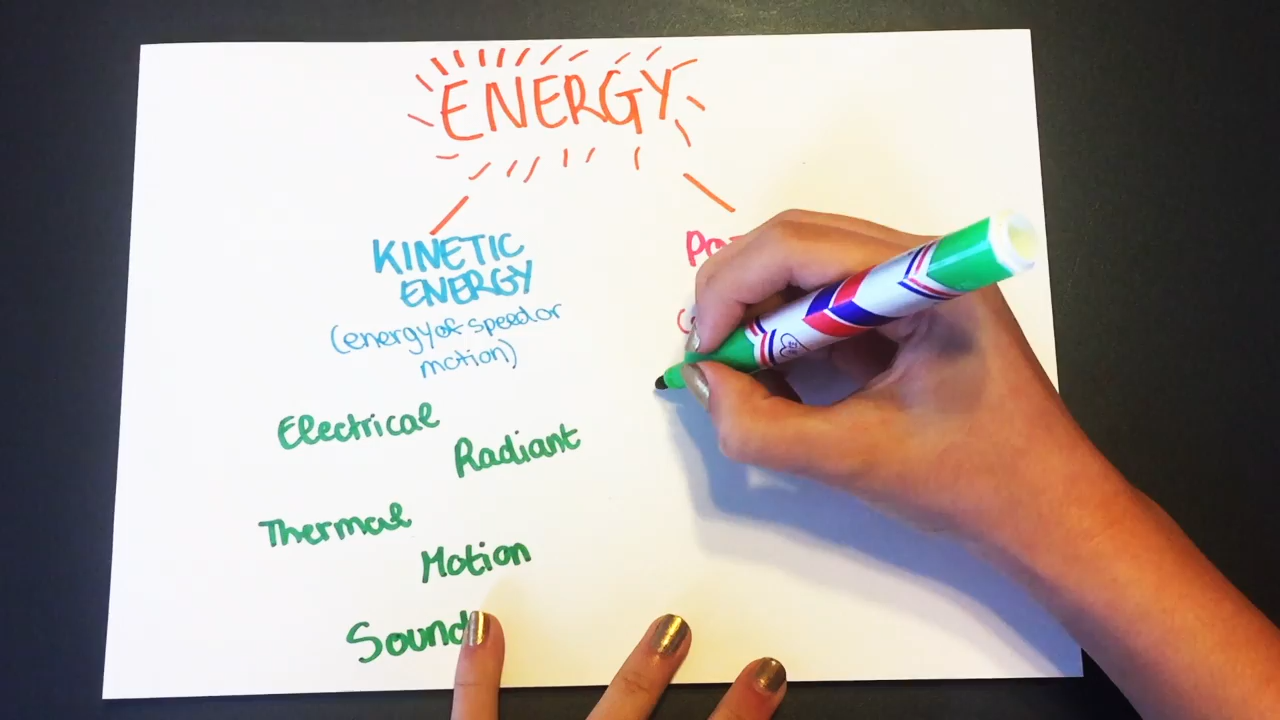 ENERGY
KINETIC
ENERGY
(energy of speed or
motion)
Electrical
Radiant
Thermal
Motion
Sound